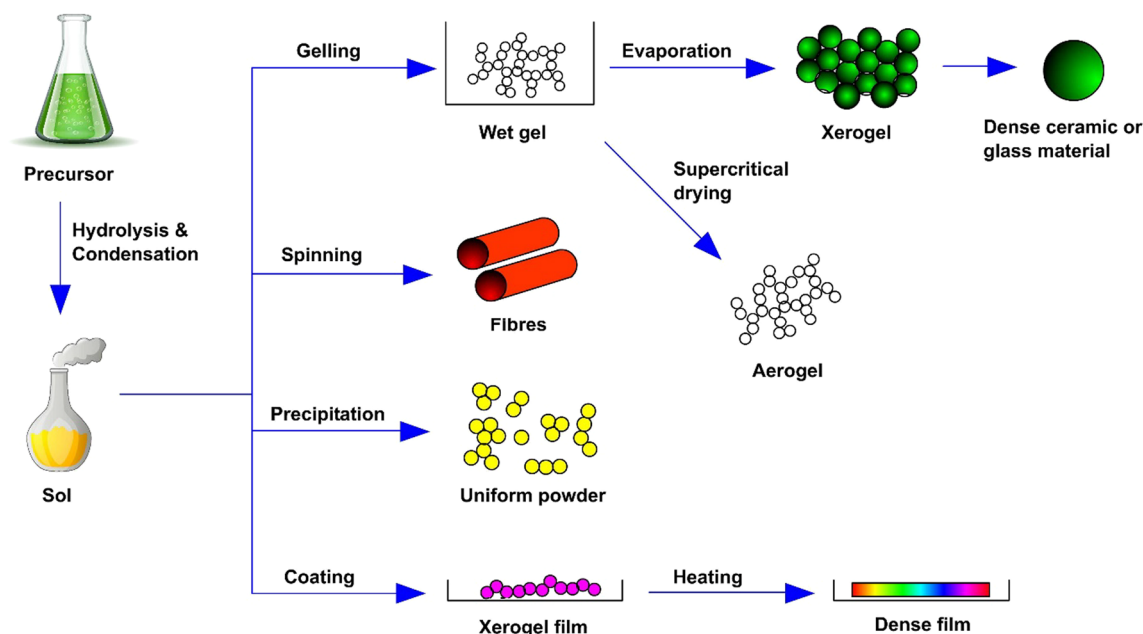 Gelling
Evaporation
Wet gel
Xerogel
Dense ceramic or
glass material
Precursor
Supercritical
drying
Hydrolysis &
Condensation
Spinning
Fibres
Aerogel
Precipitation
Sol
Uniform powder
Coating
Heating
Xerogel film
Dense film